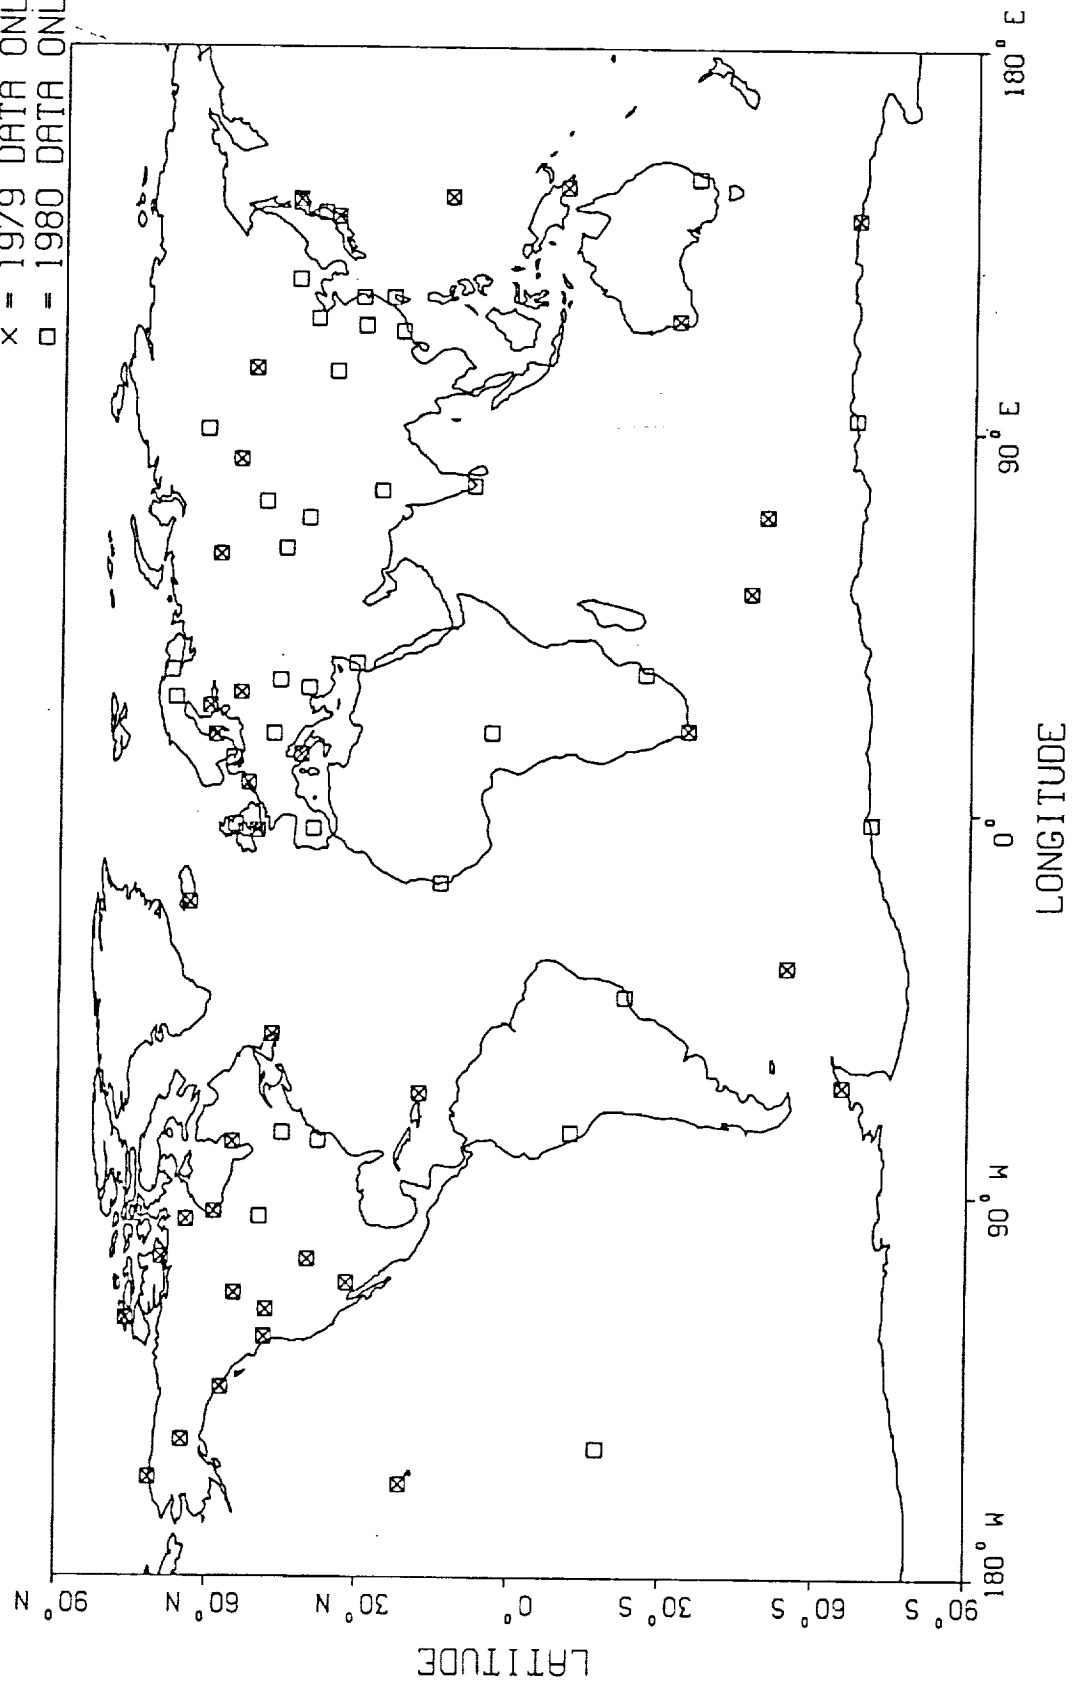 x = 1979 DATA ONL
□ = 1980 DATA ONL
LATITUDE
90° N
60° N
30° N
0°
30° S
60° S
90° S
180° W
90° W
0°
90° E
180° E
LONGITUDE